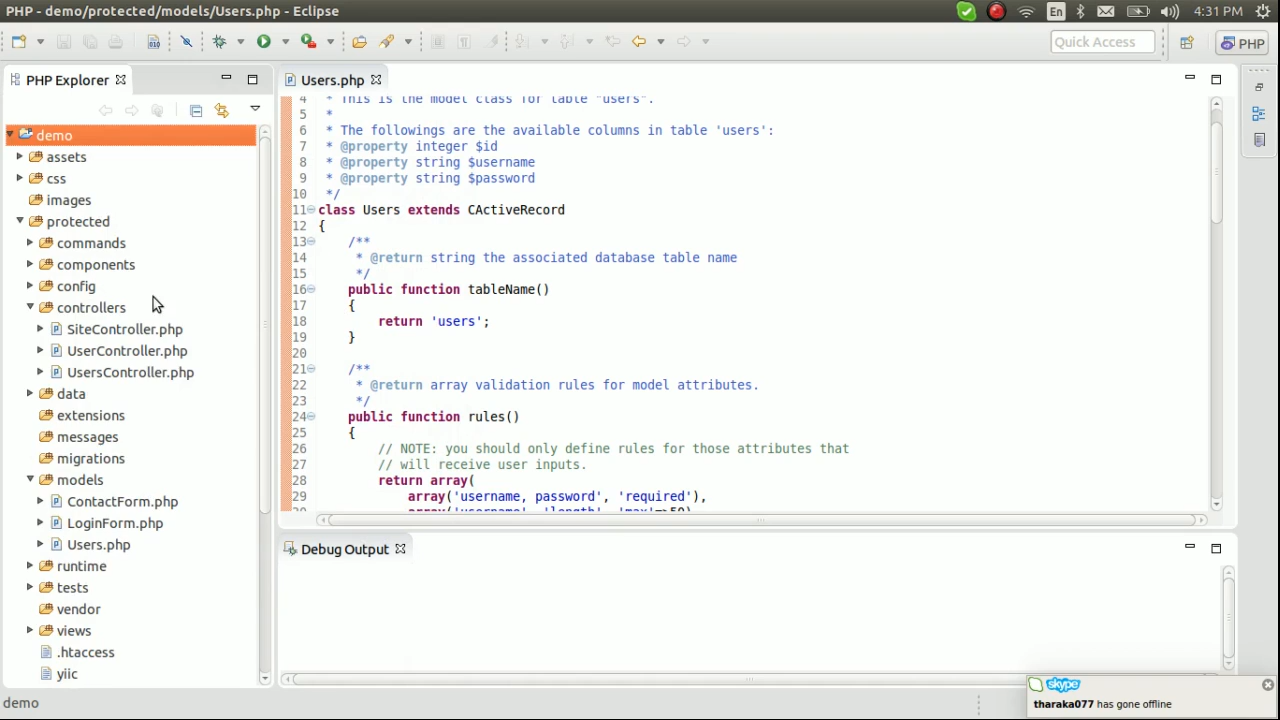 PHP - demo/protected/models/Users.php - Eclipse
En
4:31 PM
Quick Access
PHP
PHP Explorer
demo
assets
css
images
protected
commands
components
config
controllers
SiteController.php
UserController.php
UsersController.php
data
extensions
messages
migrations
models
ContactForm.php
LoginForm.php
Users.php
runtime
tests
vendor
views
.htaccess
yiic
Users.php
4 * This is the model class for table "users".
5 *
6 * The followings are the available columns in table 'users':
7 * @property integer $id
8 * @property string $username
9 * @property string $password
10 */
11 class Users extends CActiveRecord
12 {
13 /**
14 * @return string the associated database table name
15 */
16 public function tableName()
17 {
18 return 'users';
19 }
20
21 /**
22 * @return array validation rules for model attributes.
23 */
24 public function rules()
25 {
26 // NOTE: you should only define rules for those attributes that
27 // will receive user inputs.
28 return array(
29 array('username, password', 'required'),
30 array('username', 'length', 'max'=>50),
Debug Output
demo
skype
tharaka077 has gone offline